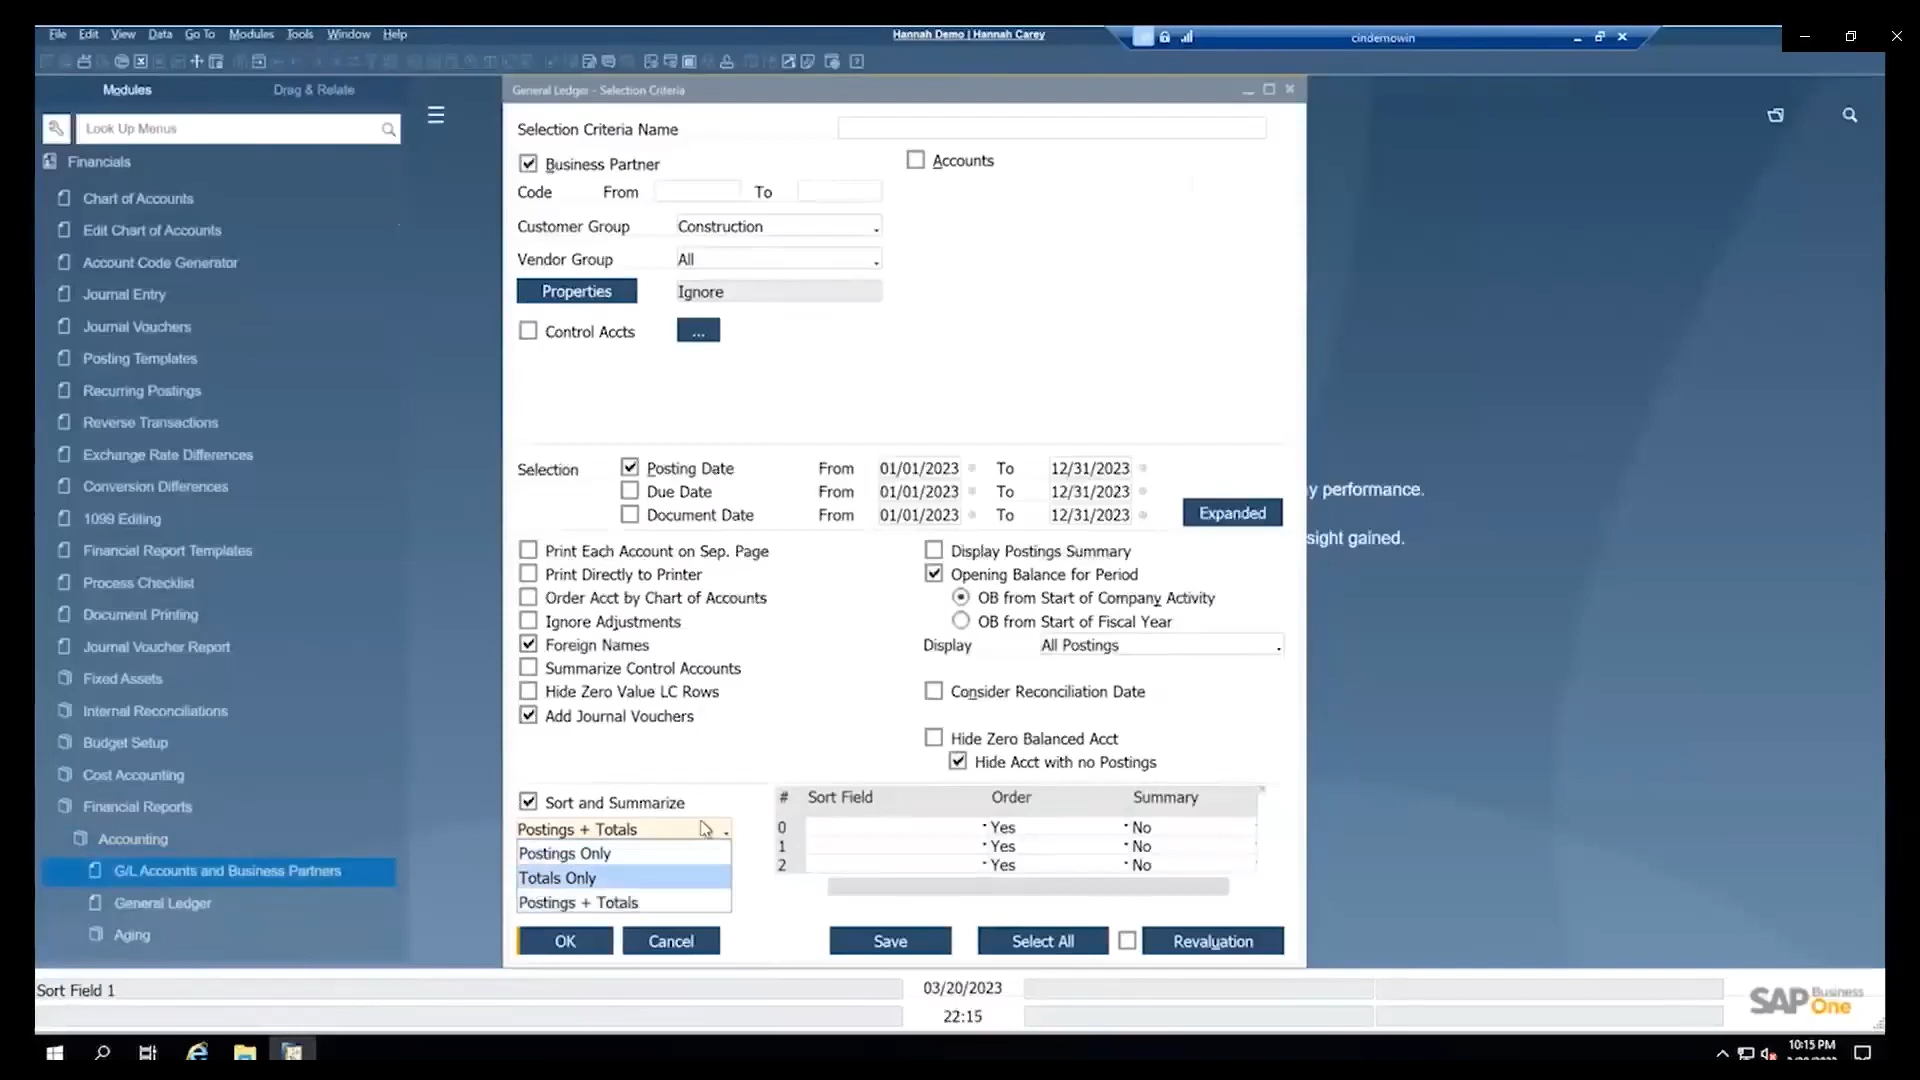 File Edit View Data Go To Modules Tools Window Help
Hannah Demo | Hannah Carey
cindemowin
Modules
Drag & Relate
Look Up Menus
Financials
Chart of Accounts
Edit Chart of Accounts
Account Code Generator
Journal Entry
Journal Vouchers
Posting Templates
Recurring Postings
Reverse Transactions
Exchange Rate Differences
Conversion Differences
1099 Editing
Financial Report Templates
Process Checklist
Document Printing
Journal Voucher Report
Fixed Assets
Internal Reconciliations
Budget Setup
Cost Accounting
Financial Reports
Accounting
G/L Accounts and Business Partners
General Ledger
Aging
General Ledger - Selection Criteria
Selection Criteria Name
Business Partner
Accounts
Code From To
Customer Group Construction
Vendor Group All
Properties Ignore
Control Accts ...
Selection Posting Date From 01/01/2023 To 12/31/2023
Due Date From 01/01/2023 To 12/31/2023
Document Date From 01/01/2023 To 12/31/2023
Expanded
Print Each Account on Sep. Page
Print Directly to Printer
Order Acct by Chart of Accounts
Ignore Adjustments
Foreign Names
Summarize Control Accounts
Hide Zero Value LC Rows
Add Journal Vouchers
Display Postings Summary
Opening Balance for Period
OB from Start of Company Activity
OB from Start of Fiscal Year
Display All Postings
Consider Reconciliation Date
Hide Zero Balanced Acct
Hide Acct with no Postings
Sort and Summarize
Postings + Totals
Postings Only
Totals Only
Postings + Totals
# Sort Field Order Summary
0 Yes No
1 Yes No
2 Yes No
OK Cancel Save Select All Revaluation
y performance.
sight gained.
Sort Field 1
03/20/2023
22:15
SAP Business One
10:15 PM